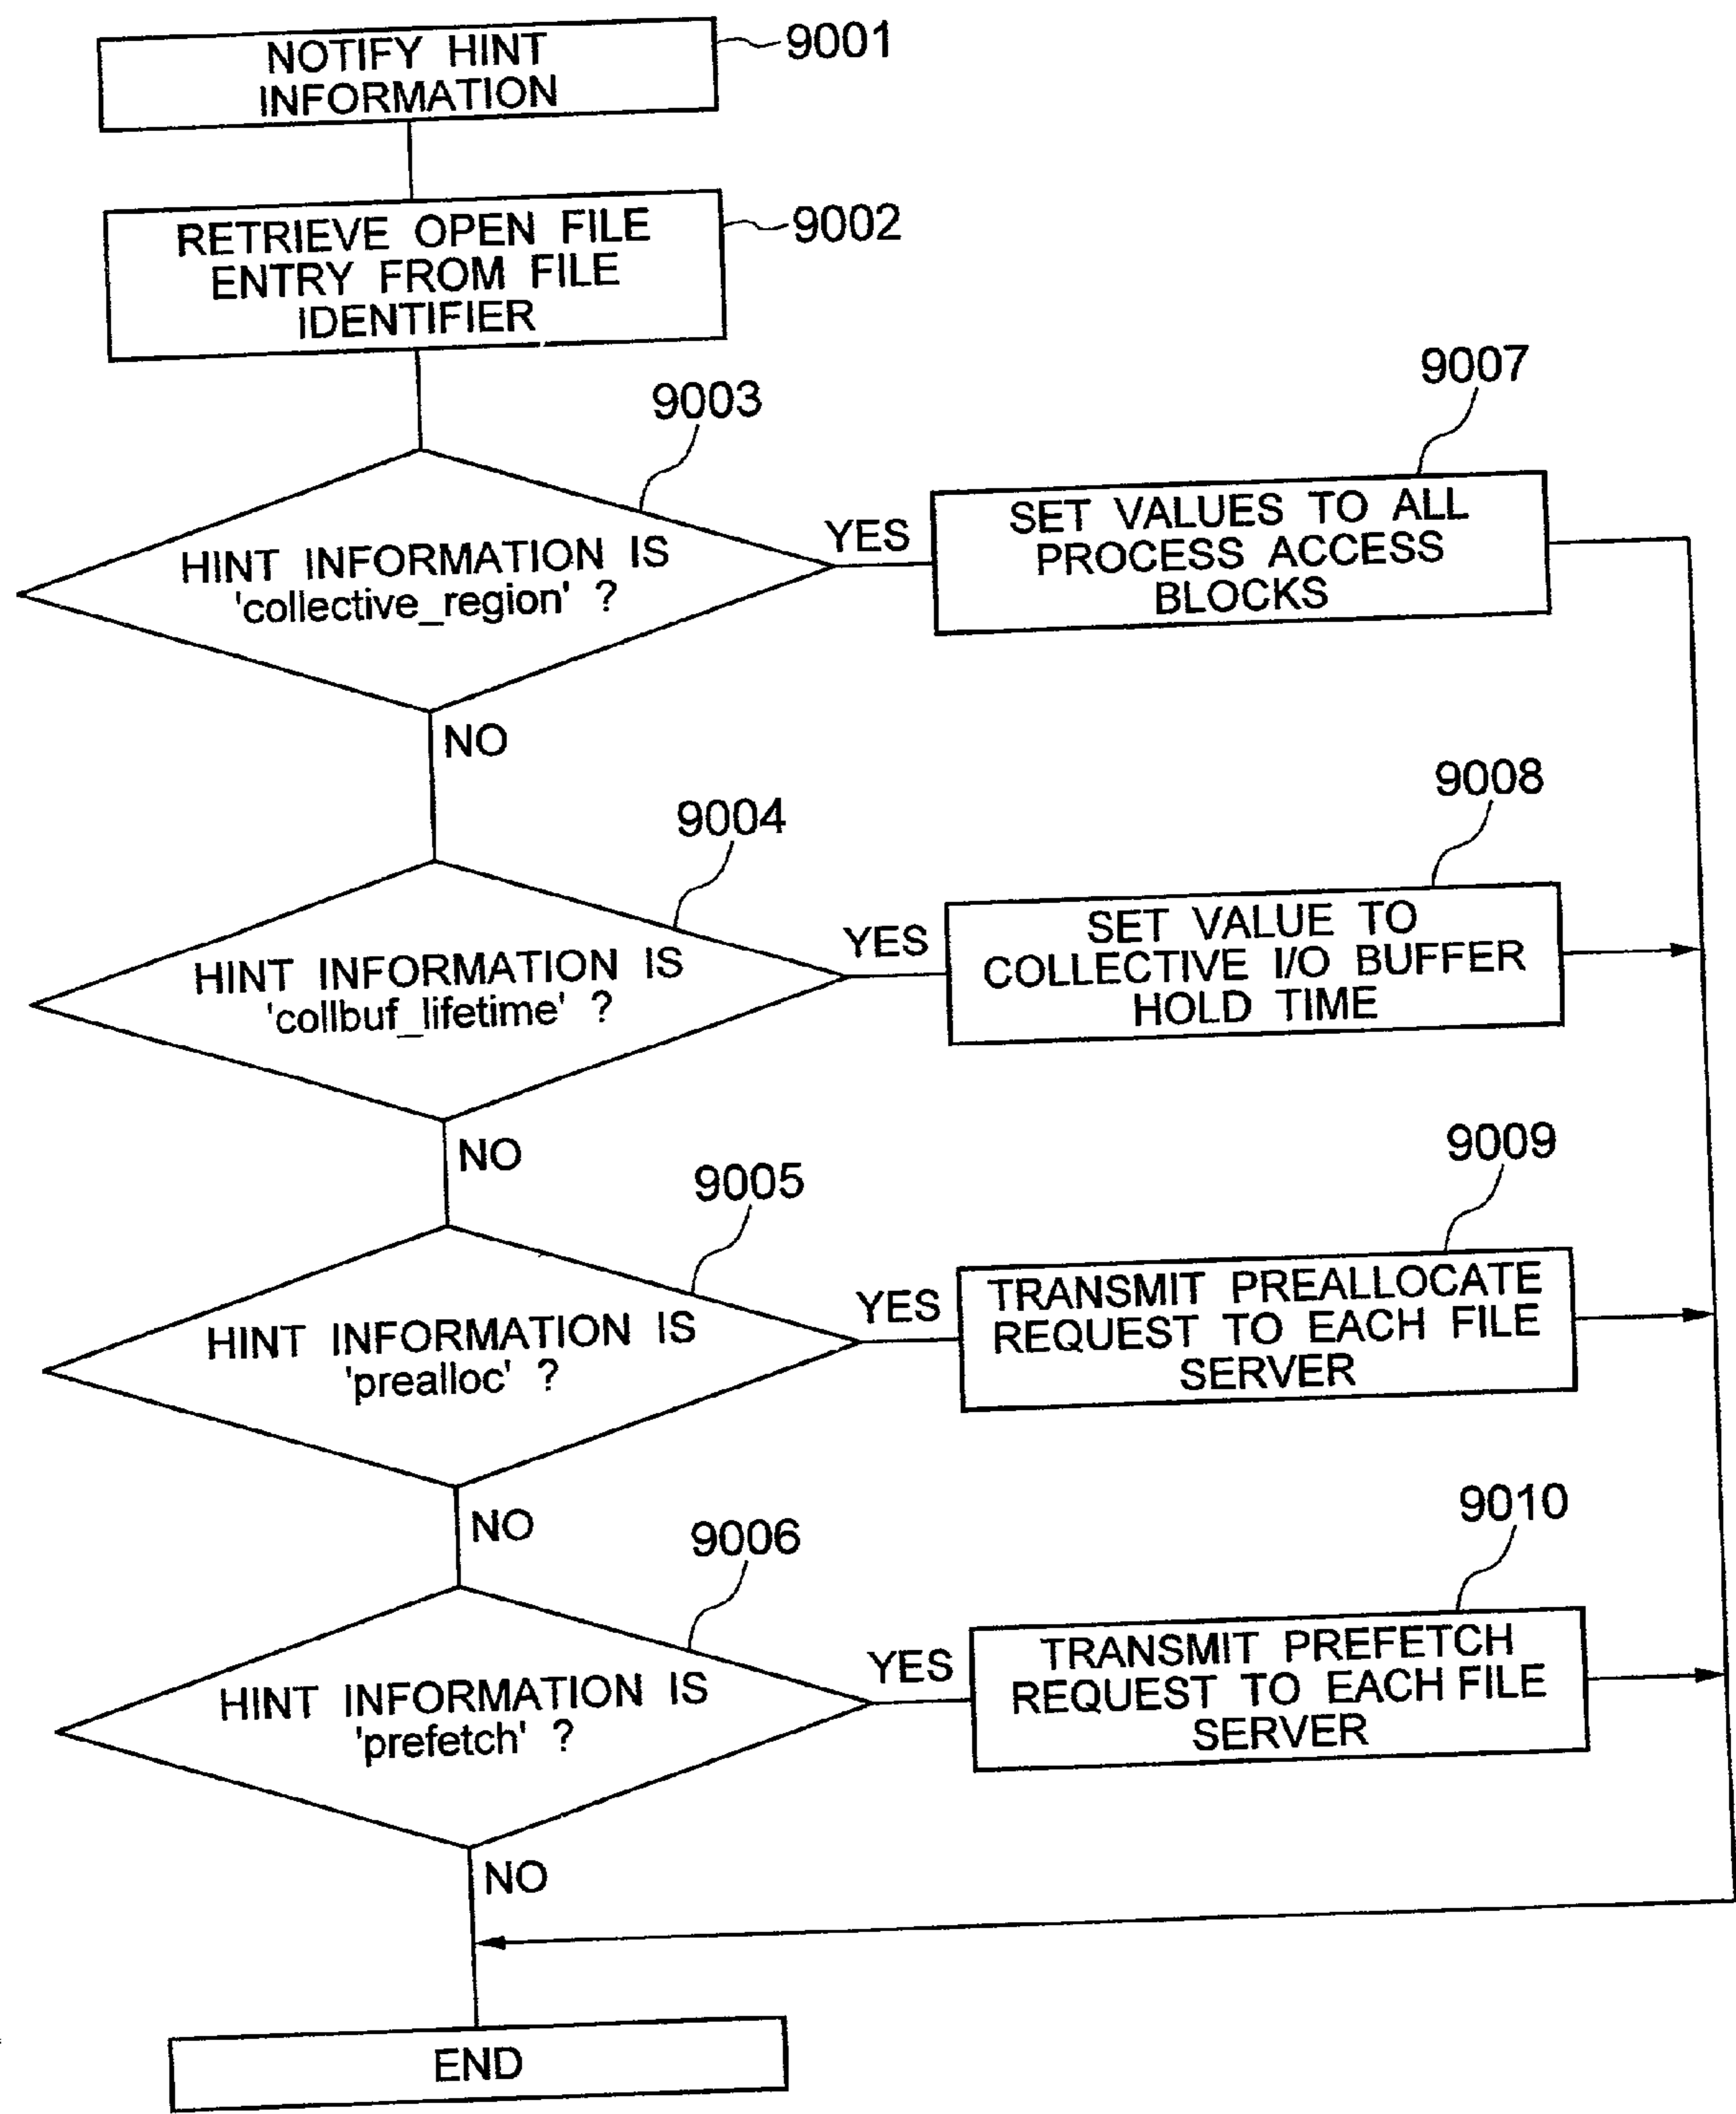 NOTIFY HINT
INFORMATION
9001
RETRIEVE OPEN FILE
ENTRY FROM FILE
IDENTIFIER
9002
9003
HINT INFORMATION IS
'collective_region' ?
YES
NO
9007
SET VALUES TO ALL
PROCESS ACCESS
BLOCKS
9004
HINT INFORMATION IS
'collbuf_lifetime' ?
YES
NO
9008
SET VALUE TO
COLLECTIVE I/O BUFFER
HOLD TIME
9005
HINT INFORMATION IS
'prealloc' ?
YES
NO
9009
TRANSMIT PREALLOCATE
REQUEST TO EACH FILE
SERVER
9006
HINT INFORMATION IS
'prefetch' ?
YES
NO
9010
TRANSMIT PREFETCH
REQUEST TO EACH FILE
SERVER
END